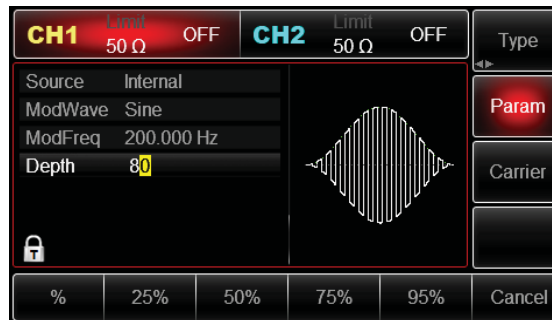 CH1 Limit 50 Ω OFF CH2 Limit 50 Ω OFF Type
Source Internal
ModWave Sine
ModFreq 200.000 Hz
Depth 80
Param
Carrier
T
% 25% 50% 75% 95% Cancel